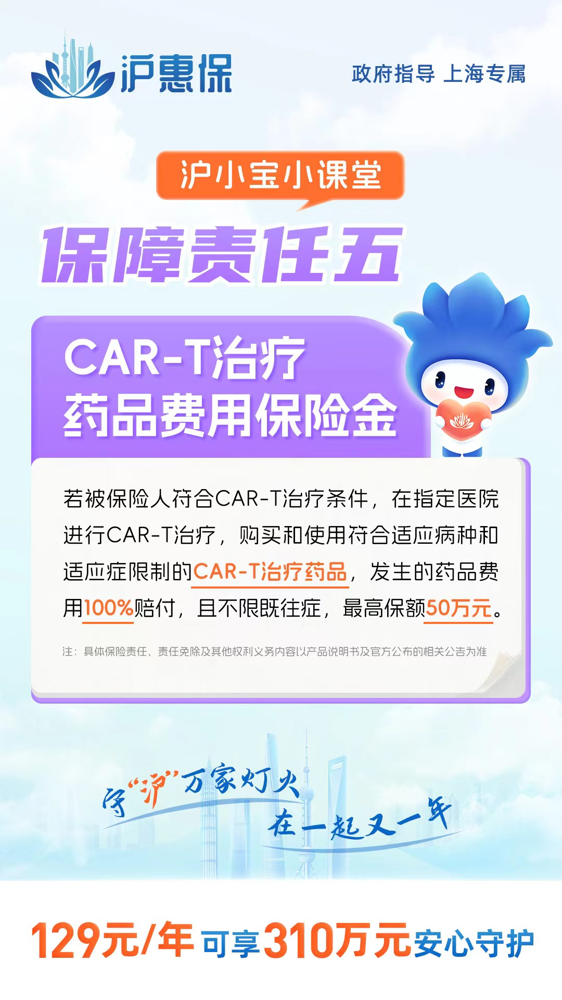 沪惠保
政府指导 上海专属
沪小宝小课堂
保障责任五
CAR-T治疗
药品费用保险金
若被保险人符合CAR-T治疗条件，在指定医院
进行CAR-T治疗，购买和使用符合适应病种和
适应症限制的CAR-T治疗药品，发生的药品费
用100%赔付，且不限既往症，最高保额50万元。
注：具体保险责任、责任免除及其他权利义务内容以产品说明书及官方公布的相关公告为准
守“沪”万家灯火
在一起又一年
129元/年可享310万元安心守护